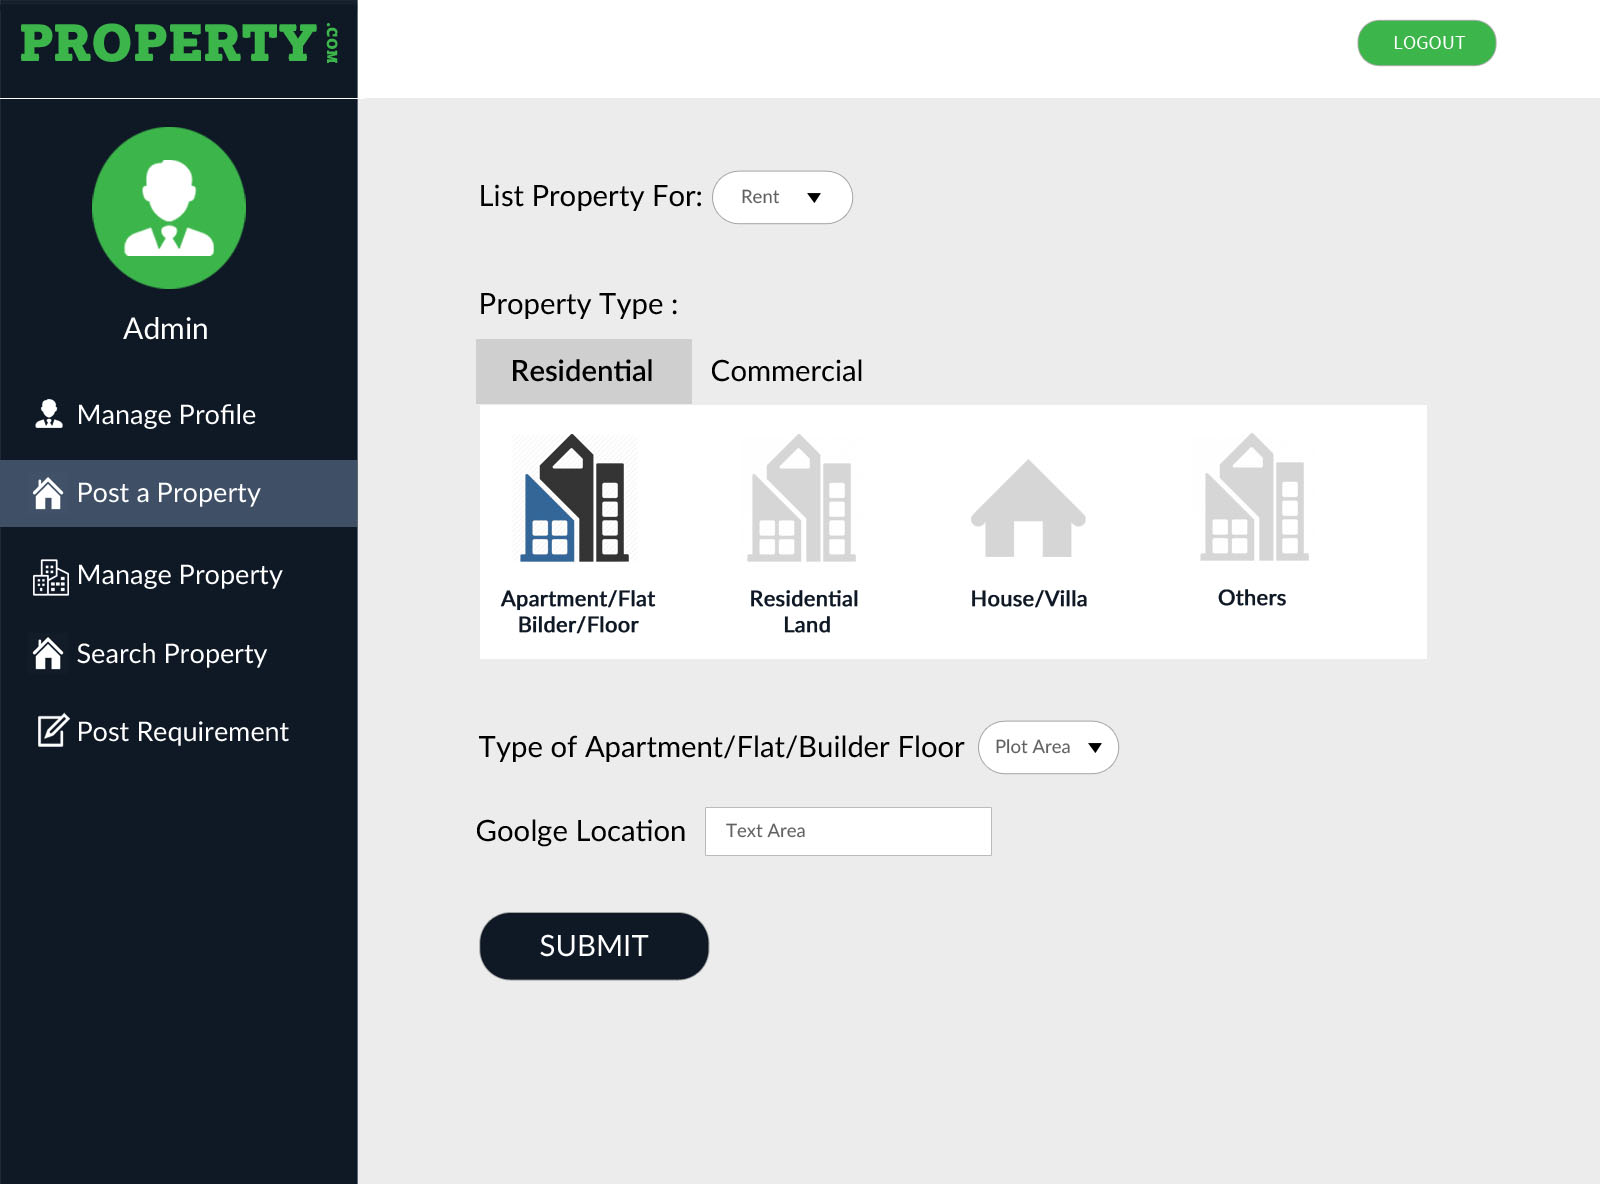 PROPERTY.COM
LOGOUT
Admin
Manage Profile
Post a Property
Manage Property
Search Property
Post Requirement
List Property For: Rent
Property Type :
Residential Commercial
Apartment/Flat
Bilder/Floor
Residential
Land
House/Villa
Others
Type of Apartment/Flat/Builder Floor Plot Area
Goolge Location Text Area
SUBMIT